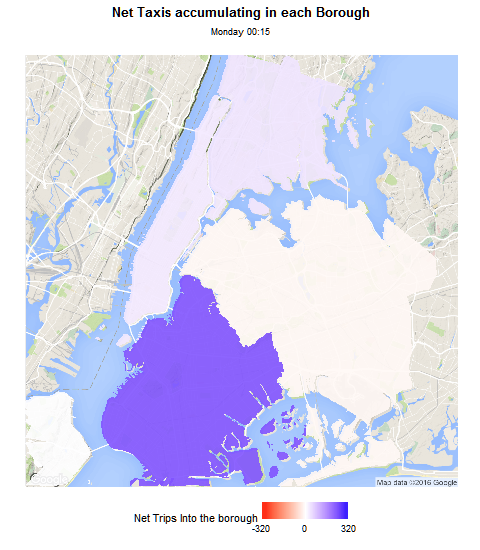 Net Taxis accumulating in each Borough
Monday 00:15
Map data ©2016 Google
Net Trips Into the borough
-320 0 320